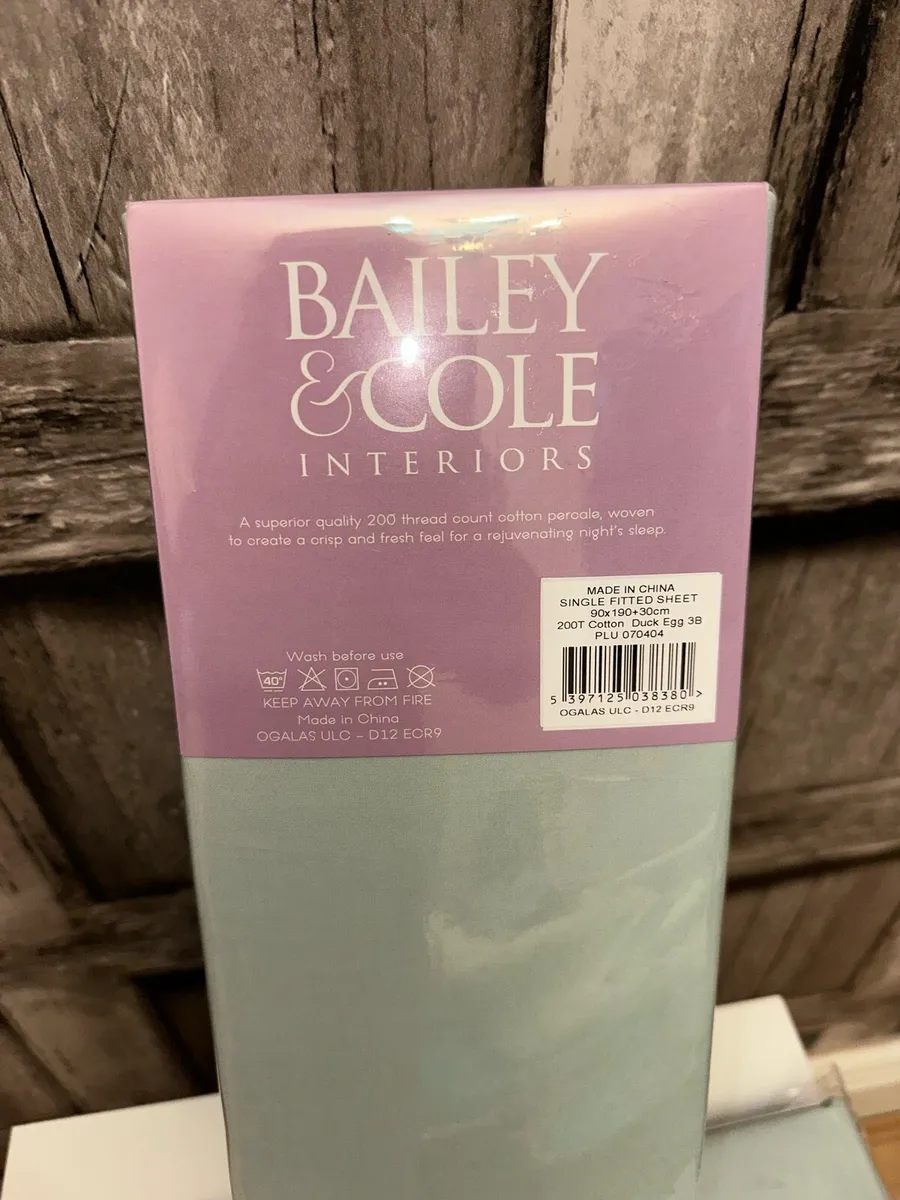 BAILEY
&COLE
INTERIORS
A superior quality 200 thread count cotton percale, woven
to create a crisp and fresh feel for a rejuvenating night's sleep.
MADE IN CHINA
SINGLE FITTED SHEET
90x190+30cm
200T Cotton Duck Egg 3B
PLU 070404
5 397125 038380 >
OGALAS ULC - D12 ECR9
Wash before use
40°
KEEP AWAY FROM FIRE
Made in China
OGALAS ULC - D12 ECR9